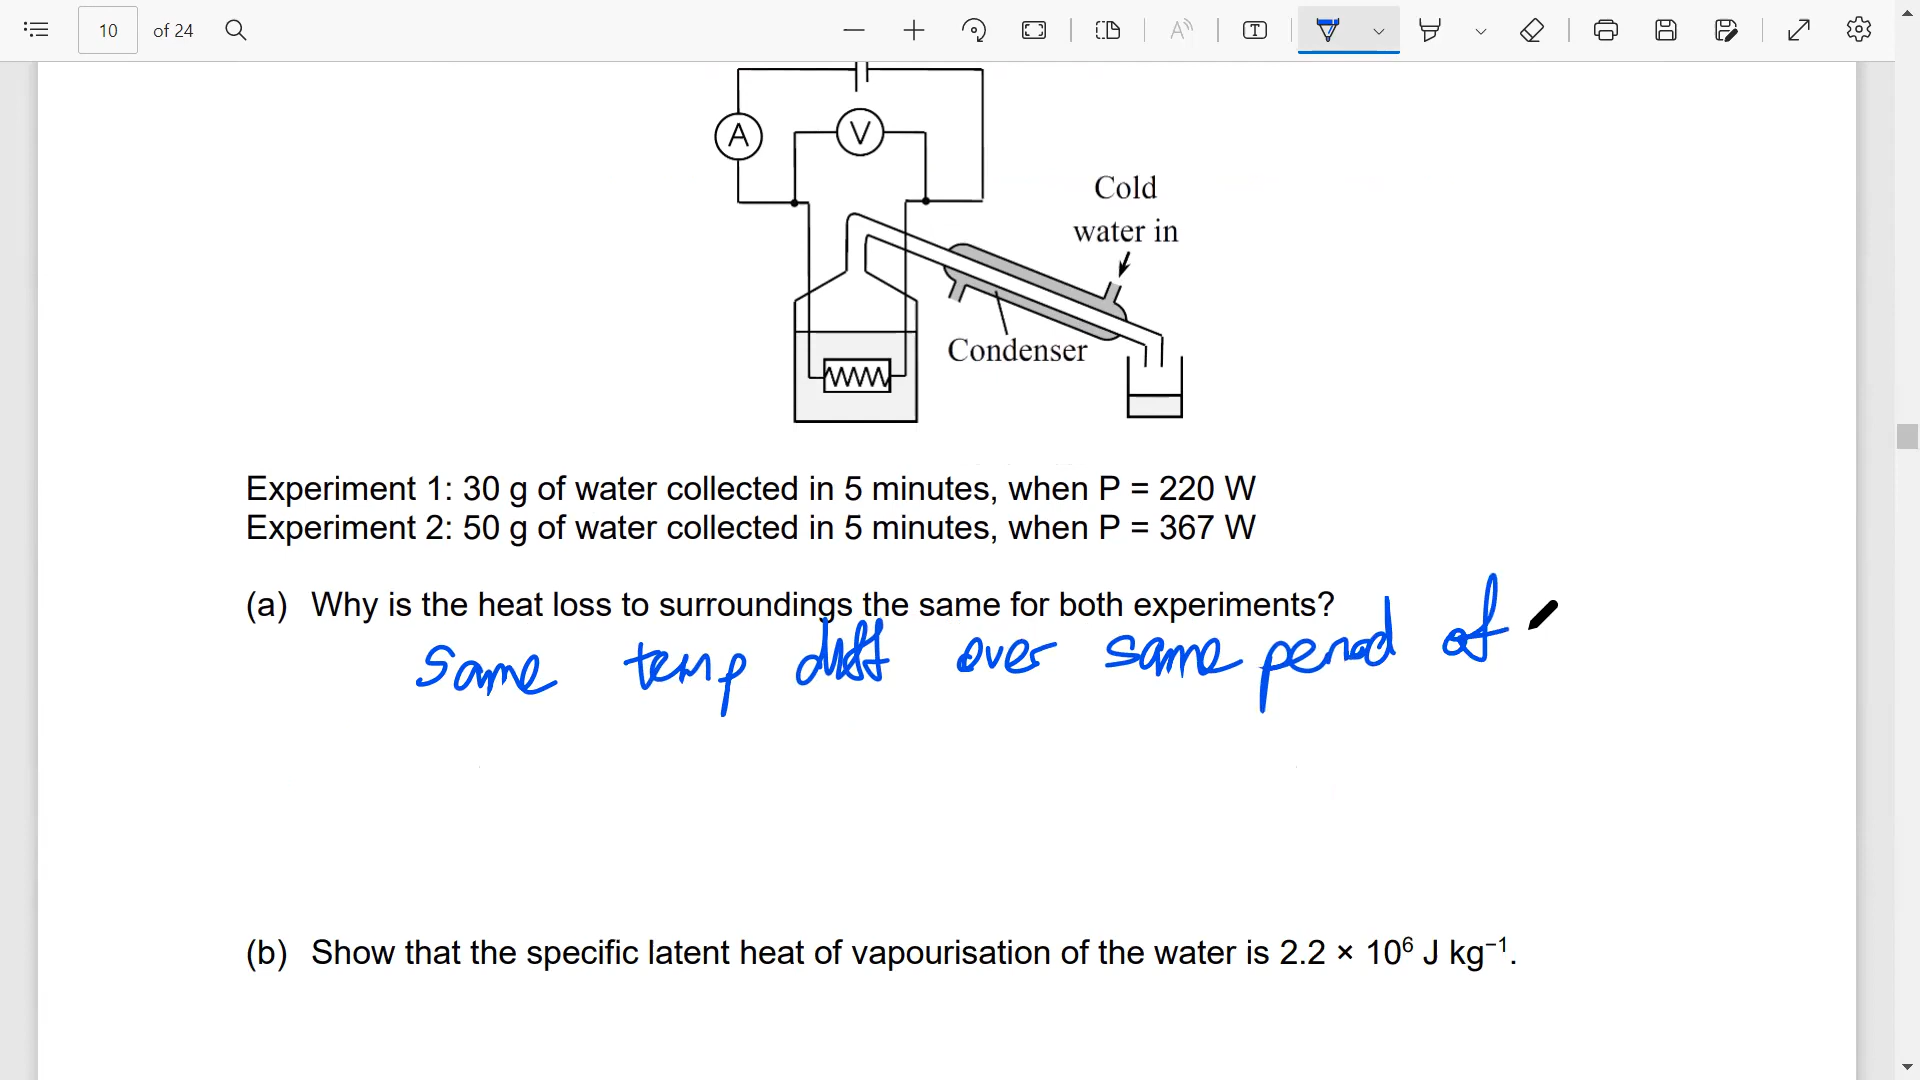 10 of 24
A
V
Cold
water in
Condenser
Experiment 1: 30 g of water collected in 5 minutes, when P = 220 W
Experiment 2: 50 g of water collected in 5 minutes, when P = 367 W
(a) Why is the heat loss to surroundings the same for both experiments?
same temp diff over same period of
(b) Show that the specific latent heat of vapourisation of the water is 2.2 × 10⁶ J kg⁻¹.